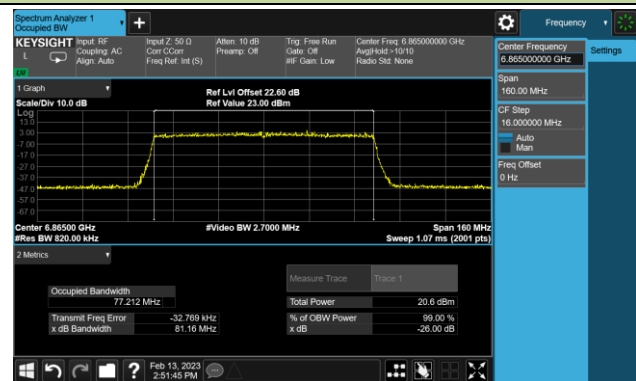 Spectrum Analyzer 1
Occupied BW
+
Frequency
KEYSIGHT
L
Input: RF
Coupling: AC
Align: Auto
Input Z: 50 Ω
Corr CCorr
Freq Ref: Int (S)
Atten: 10 dB
Preamp: Off
Trig: Free Run
Gate: Off
#IF Gain: Low
Center Freq: 6.865000000 GHz
Avg|Hold:>10/10
Radio Std: None
Center Frequency
6.865000000 GHz
Settings
Span
160.00 MHz
CF Step
16.000000 MHz
Auto
Man
Freq Offset
0 Hz
1 Graph
Scale/Div 10.0 dB
Ref Lvl Offset 22.60 dB
Ref Value 23.00 dBm
Log
13.0
3.00
-7.00
-17.0
-27.0
-37.0
-47.0
-57.0
-67.0
Center 6.86500 GHz
#Res BW 820.00 kHz
#Video BW 2.7000 MHz
Span 160 MHz
Sweep 1.07 ms (2001 pts)
2 Metrics
Measure Trace
Trace 1
Occupied Bandwidth
77.212 MHz
Total Power
20.6 dBm
Transmit Freq Error
-32.769 kHz
% of OBW Power
99.00 %
x dB Bandwidth
81.16 MHz
x dB
-26.00 dB
?
Feb 13, 2023
2:51:45 PM